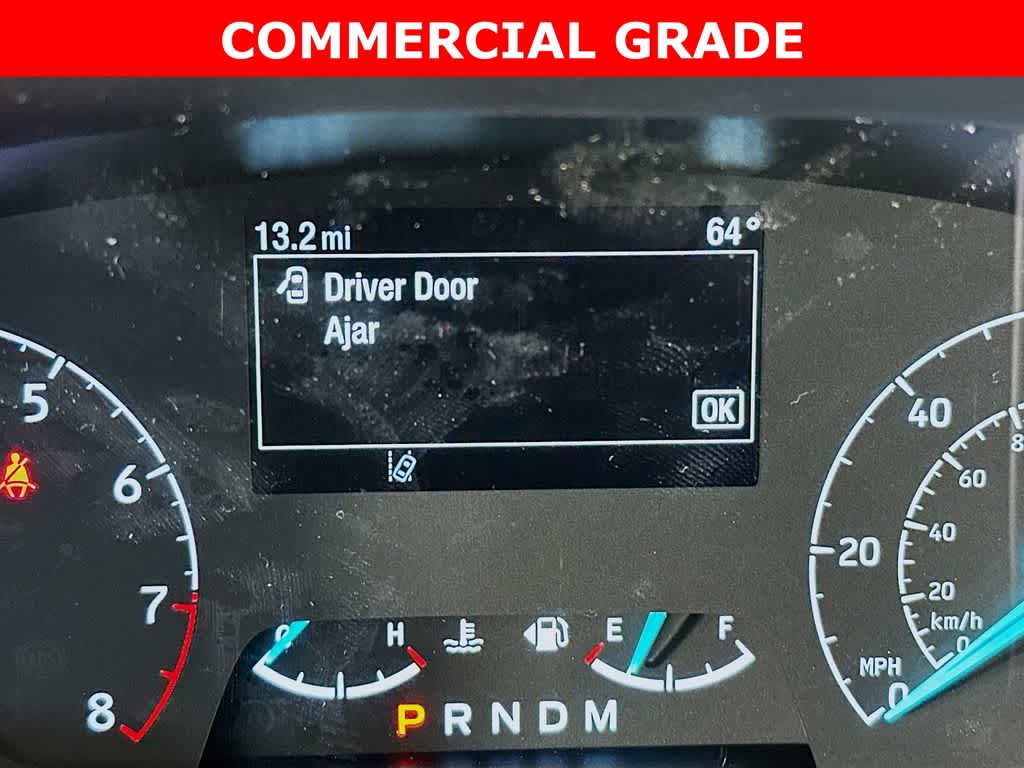 COMMERCIAL GRADE
13.2 mi 64°
Driver Door
Ajar
OK
5
6
7
8
H
E F
P R N D M
40
20
MPH
0
60
40
20
km/h
0